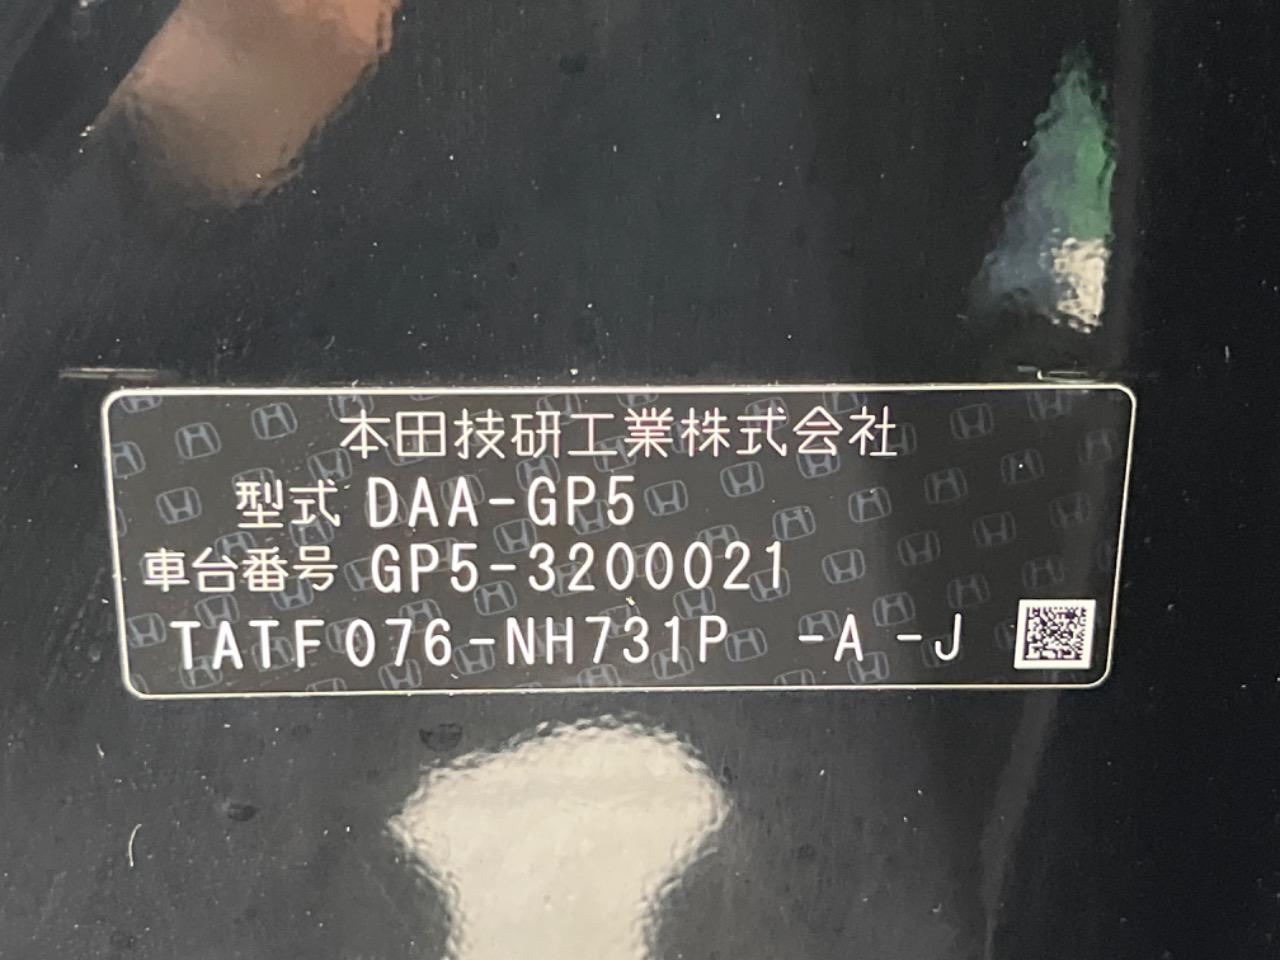 本田技研工業株式会社
型式 DAA-GP5
車台番号 GP5-3200021
TATF076-NH731P -A -J